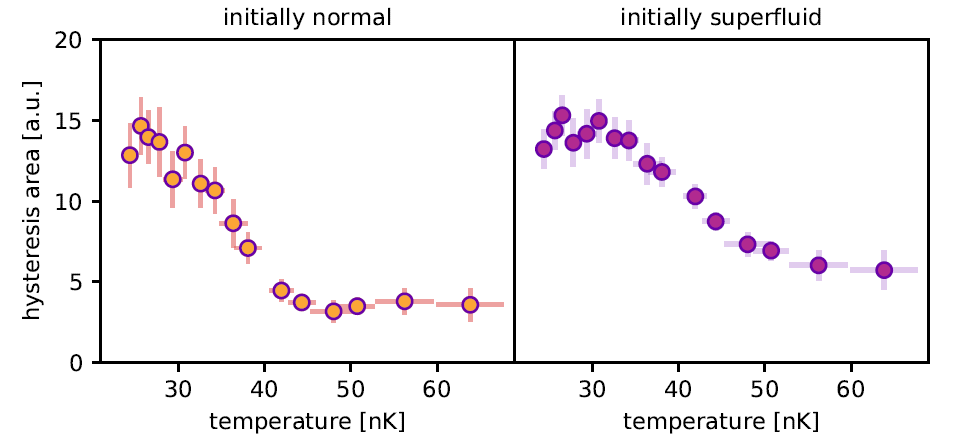 initially normal
initially superfluid
hysteresis area [a.u.]
20
15
10
5
0
30 40 50 60
30 40 50 60
temperature [nK]
temperature [nK]